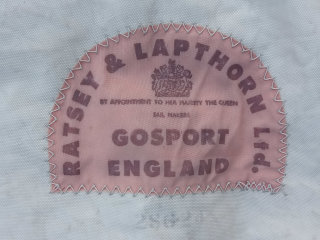 RATSEY & LAPTHORN Ltd.
BY APPOINTMENT TO HER MAJESTY THE QUEEN
SAIL MAKERS
GOSPORT
ENGLAND